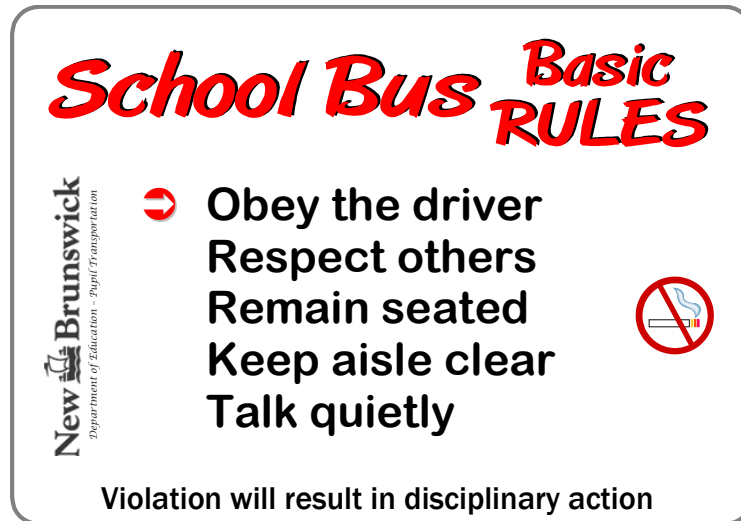 School Bus Basic RULES
Obey the driver
Respect others
Remain seated
Keep aisle clear
Talk quietly
New Brunswick
Department of Education - Pupil Transportation
Violation will result in disciplinary action